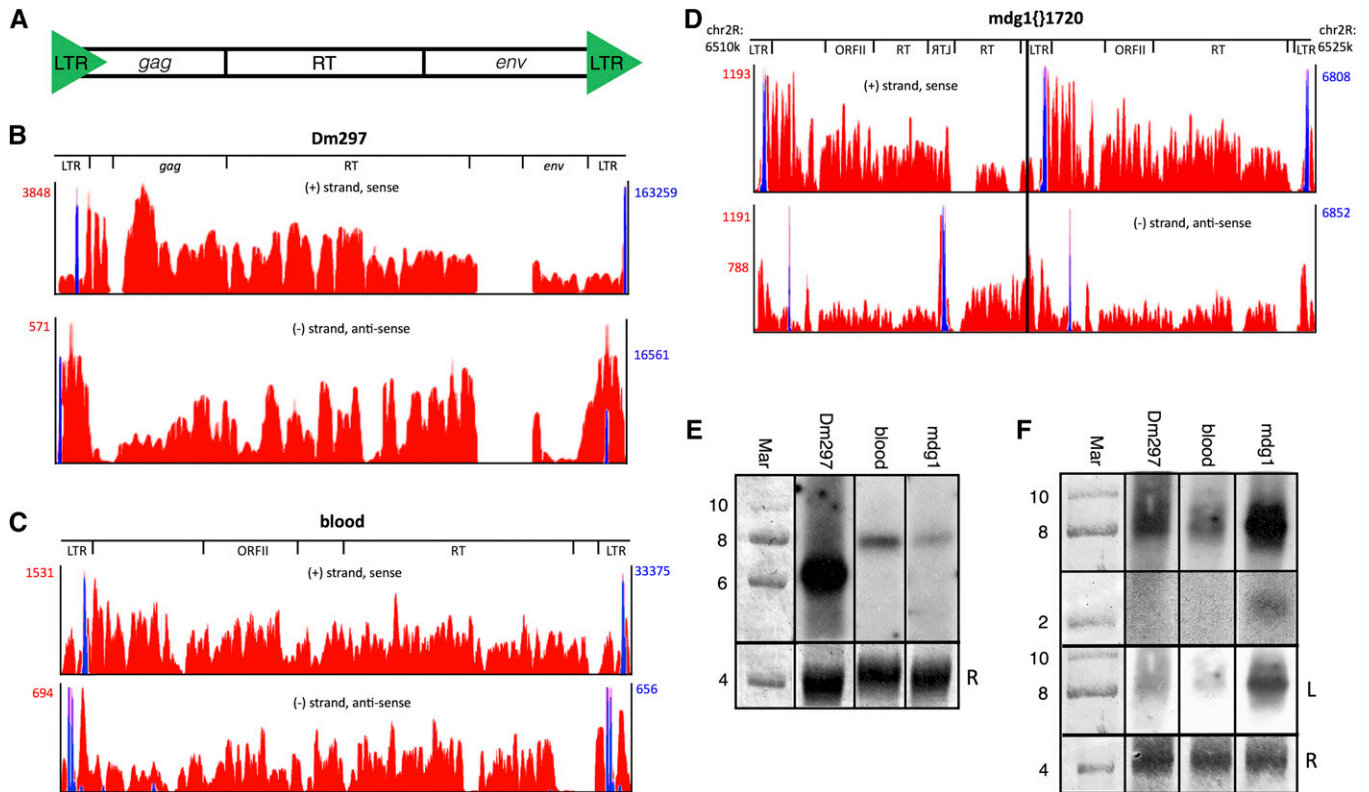 A
LTR gag RT env LTR
B
Dm297
LTR gag RT env LTR
(+) strand, sense
3848 163259
(-) strand, anti-sense
571 16561
C
blood
LTR ORFII RT LTR
(+) strand, sense
1531 33375
(-) strand, anti-sense
694 656
D
mdg1{}1720
chr2R: 6510k
LTR ORFII RT LTR RT LTR ORFII RT LTR
chr2R: 6525k
(+) strand, sense
1193 6808
(-) strand, anti-sense
1191 6852
788
E
Mar Dm297 blood mdg1
10
8
6
4 R
F
Mar Dm297 blood mdg1
10
8
2
10
8 L
4 R